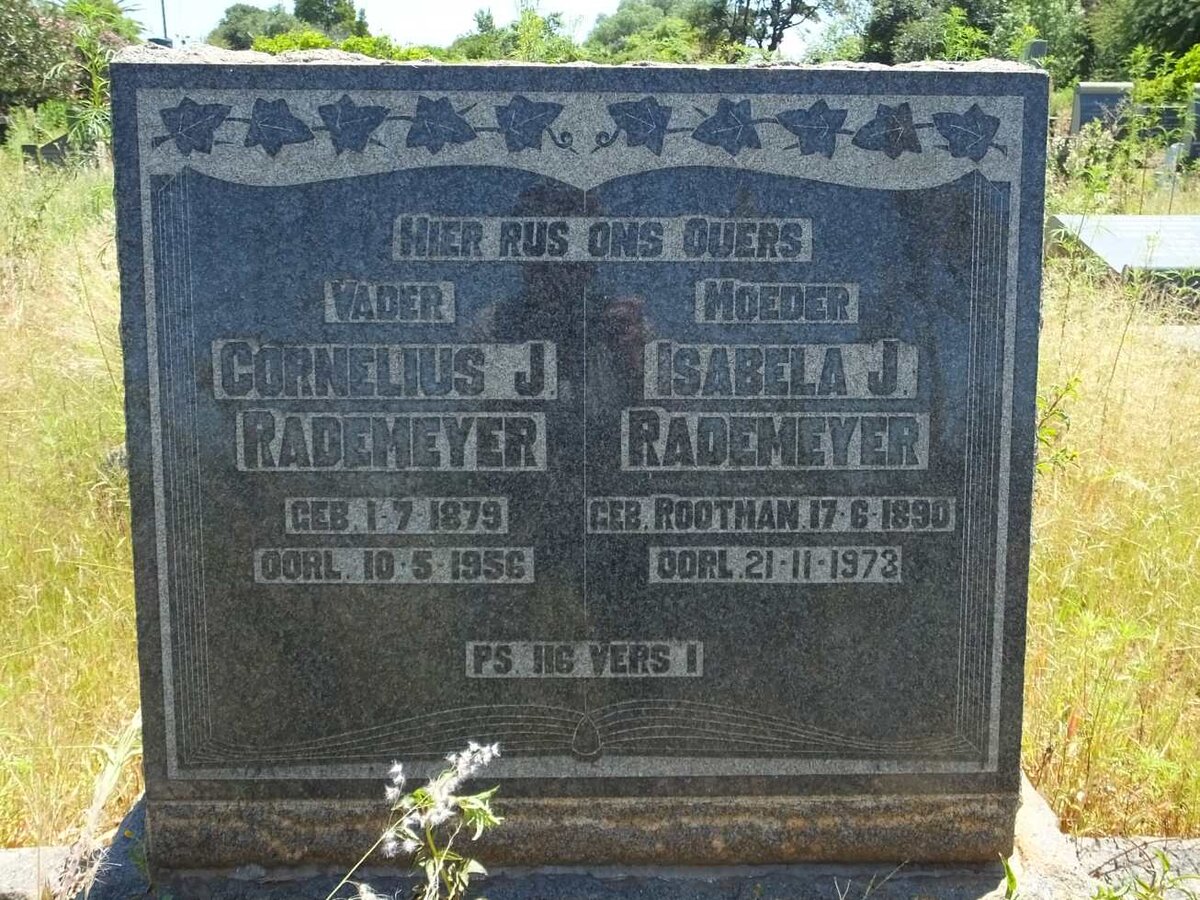 HIER RUS ONS OUERS
VADER
CORNELIUS J
RADEMEYER
GEB. 1-7-1879
OORL. 10-5-1956
MOEDER
ISABELA J.
RADEMEYER
GEB. ROOTHAN. 17-6-1890
OORL. 21-11-1973
PS. 116 VERS 1